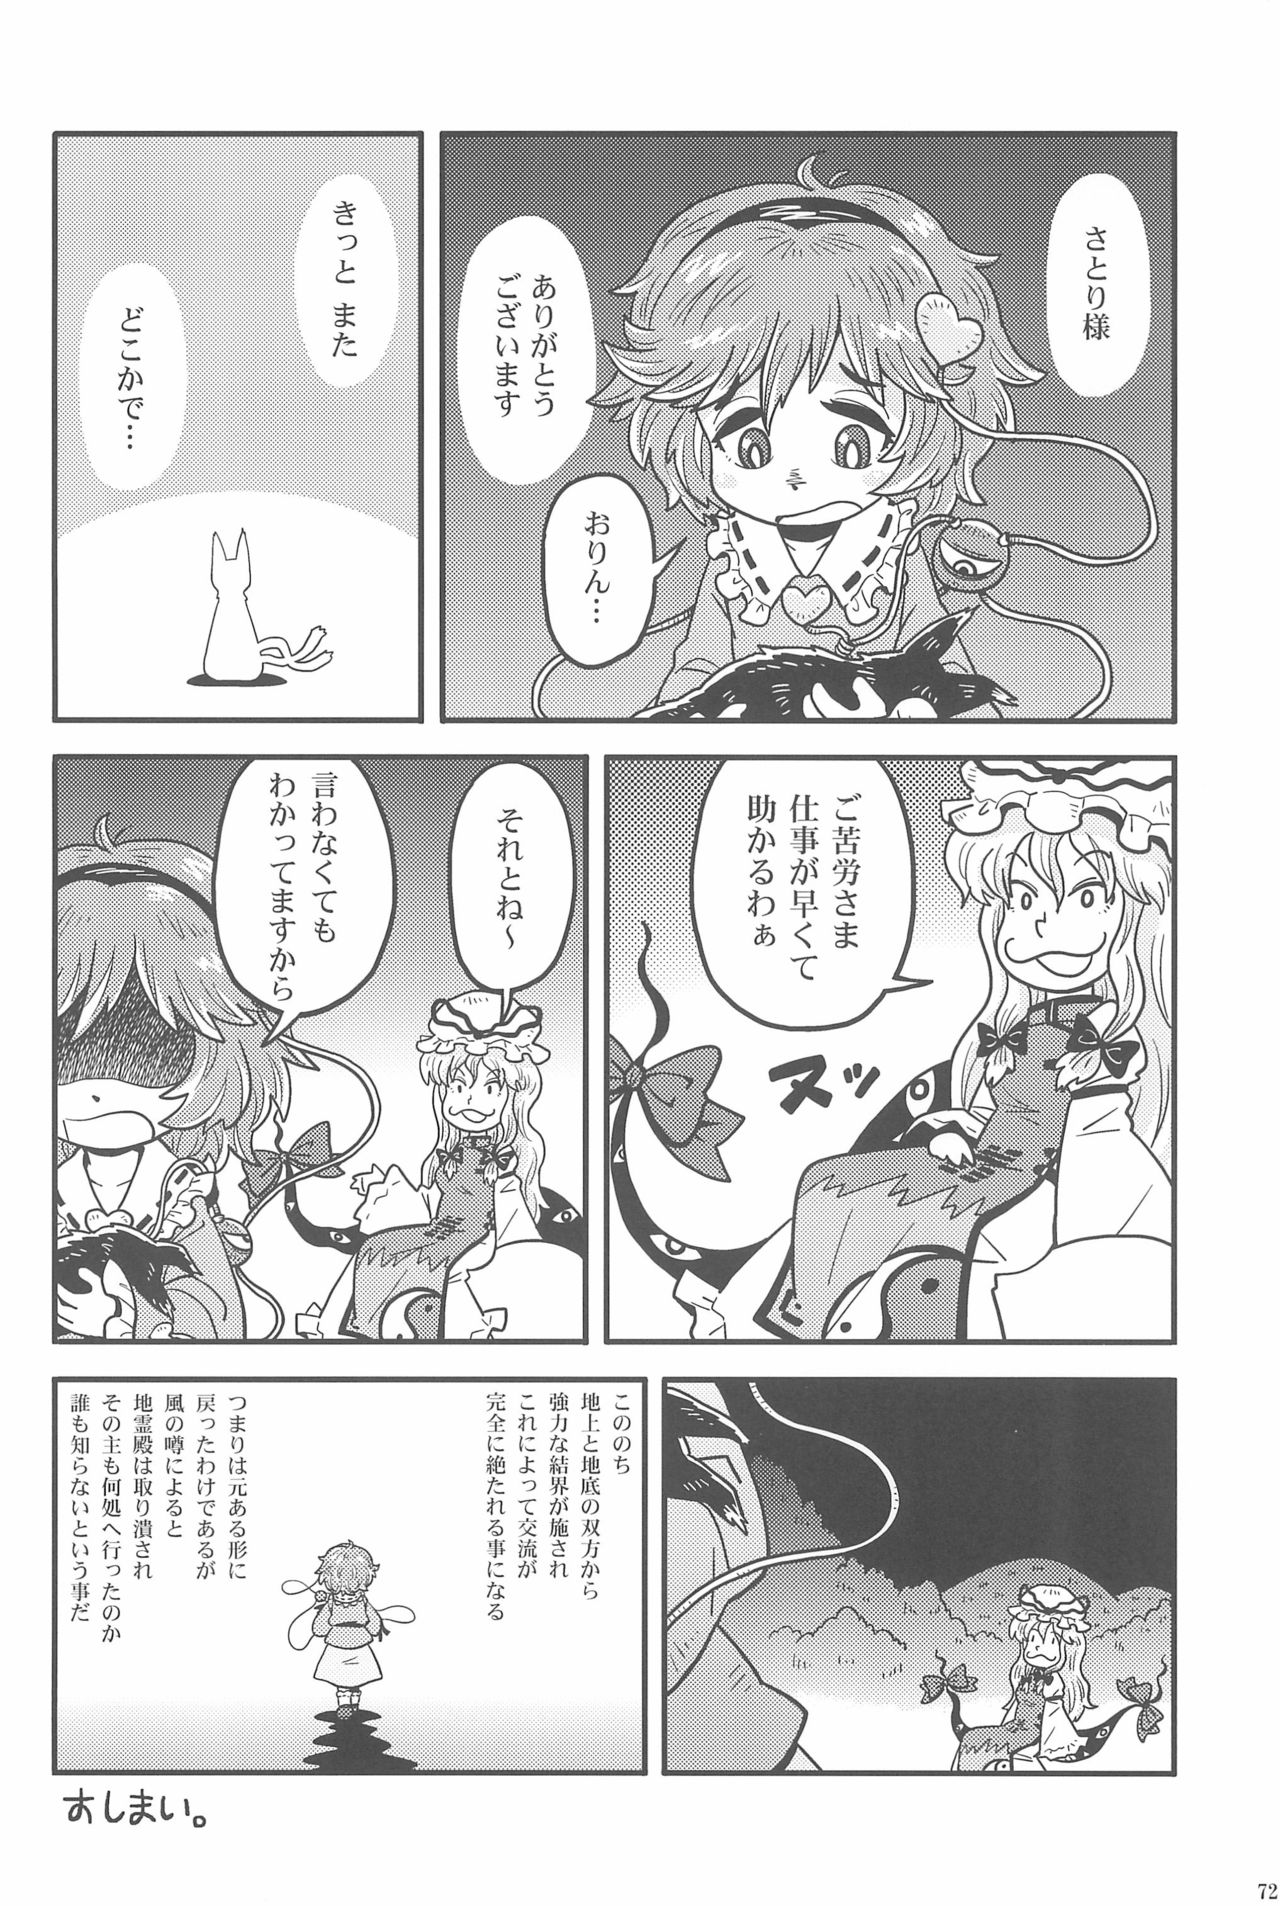 さとり様
ありがとう
ございます
おりん…
きっと また
どこかで…
ご苦労さま
仕事が早くて
助かるわぁ
ヌッ
それとね～
言わなくても
わかってますから
こののち
地上と地底の双方から
強力な結界が施され
これによって交流が
完全に絶たれる事になる
つまりは元ある形に
戻ったわけであるが
風の噂によると
地霊殿は取り潰され
その主も何処へ行ったのか
誰も知らないという事だ
おしまい。
72